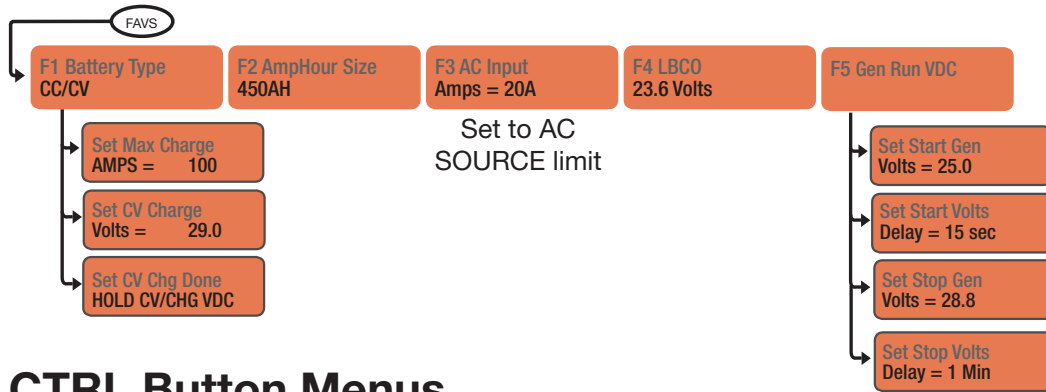 FAVS
F1 Battery Type
CC/CV
F2 AmpHour Size
450AH
F3 AC Input
Amps = 20A
F4 LBCO
23.6 Volts
F5 Gen Run VDC
Set to AC
SOURCE limit
Set Max Charge
AMPS = 100
Set CV Charge
Volts = 29.0
Set CV Chg Done
HOLD CV/CHG VDC
Set Start Gen
Volts = 25.0
Set Start Volts
Delay = 15 sec
Set Stop Gen
Volts = 28.8
Set Stop Volts
Delay = 1 Min
CTRL Button Menus